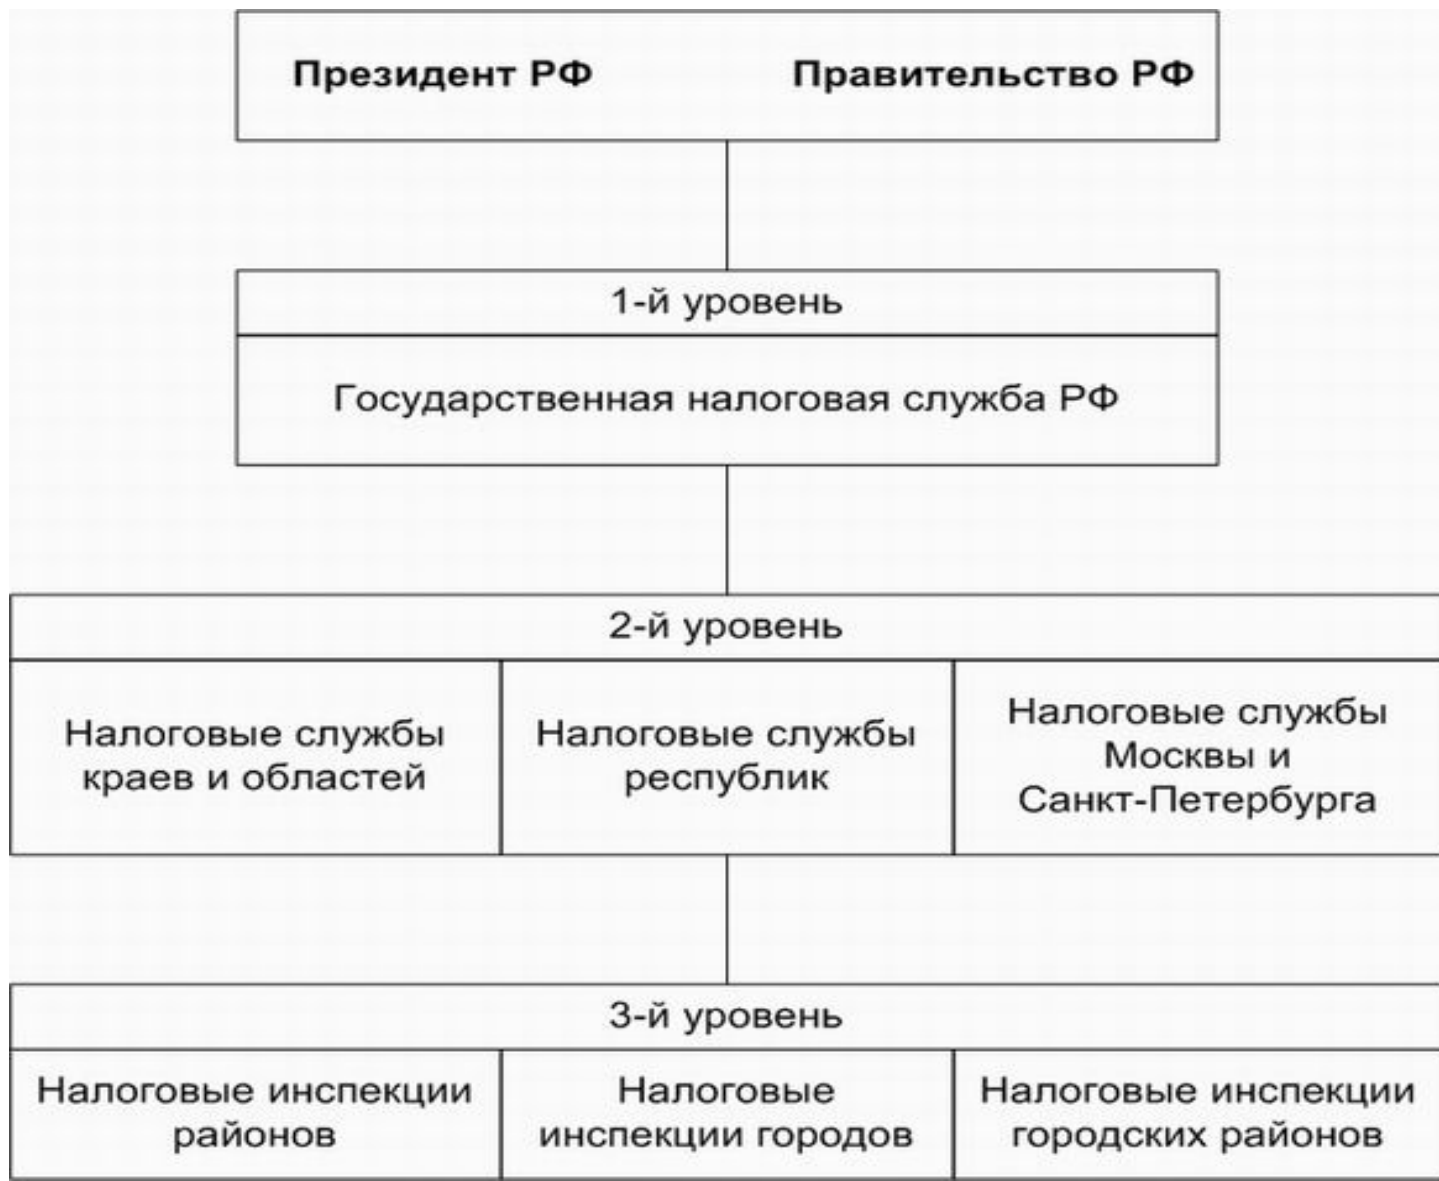 Президент РФ Правительство РФ
1-й уровень
Государственная налоговая служба РФ
2-й уровень
Налоговые службы
краев и областей
Налоговые службы
республик
Налоговые службы
Москвы и
Санкт-Петербурга
3-й уровень
Налоговые инспекции
районов
Налоговые
инспекции городов
Налоговые инспекции
городских районов